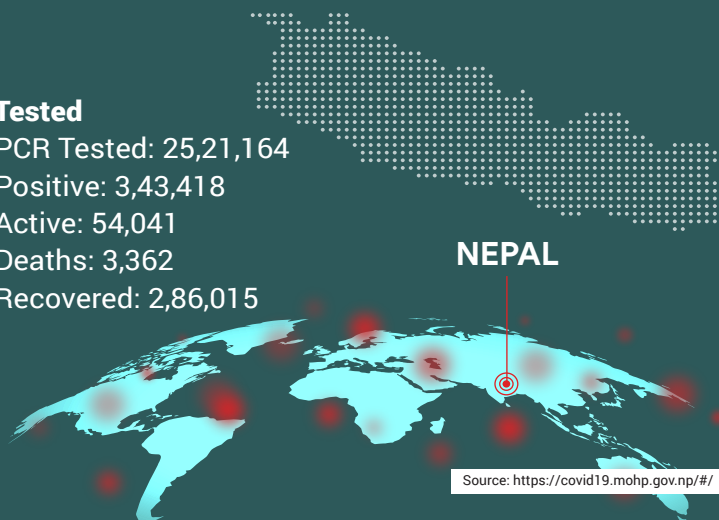 Tested
PCR Tested: 25,21,164
Positive: 3,43,418
Active: 54,041
Deaths: 3,362
Recovered: 2,86,015
NEPAL
Source: https://covid19.mohp.gov.np/#/